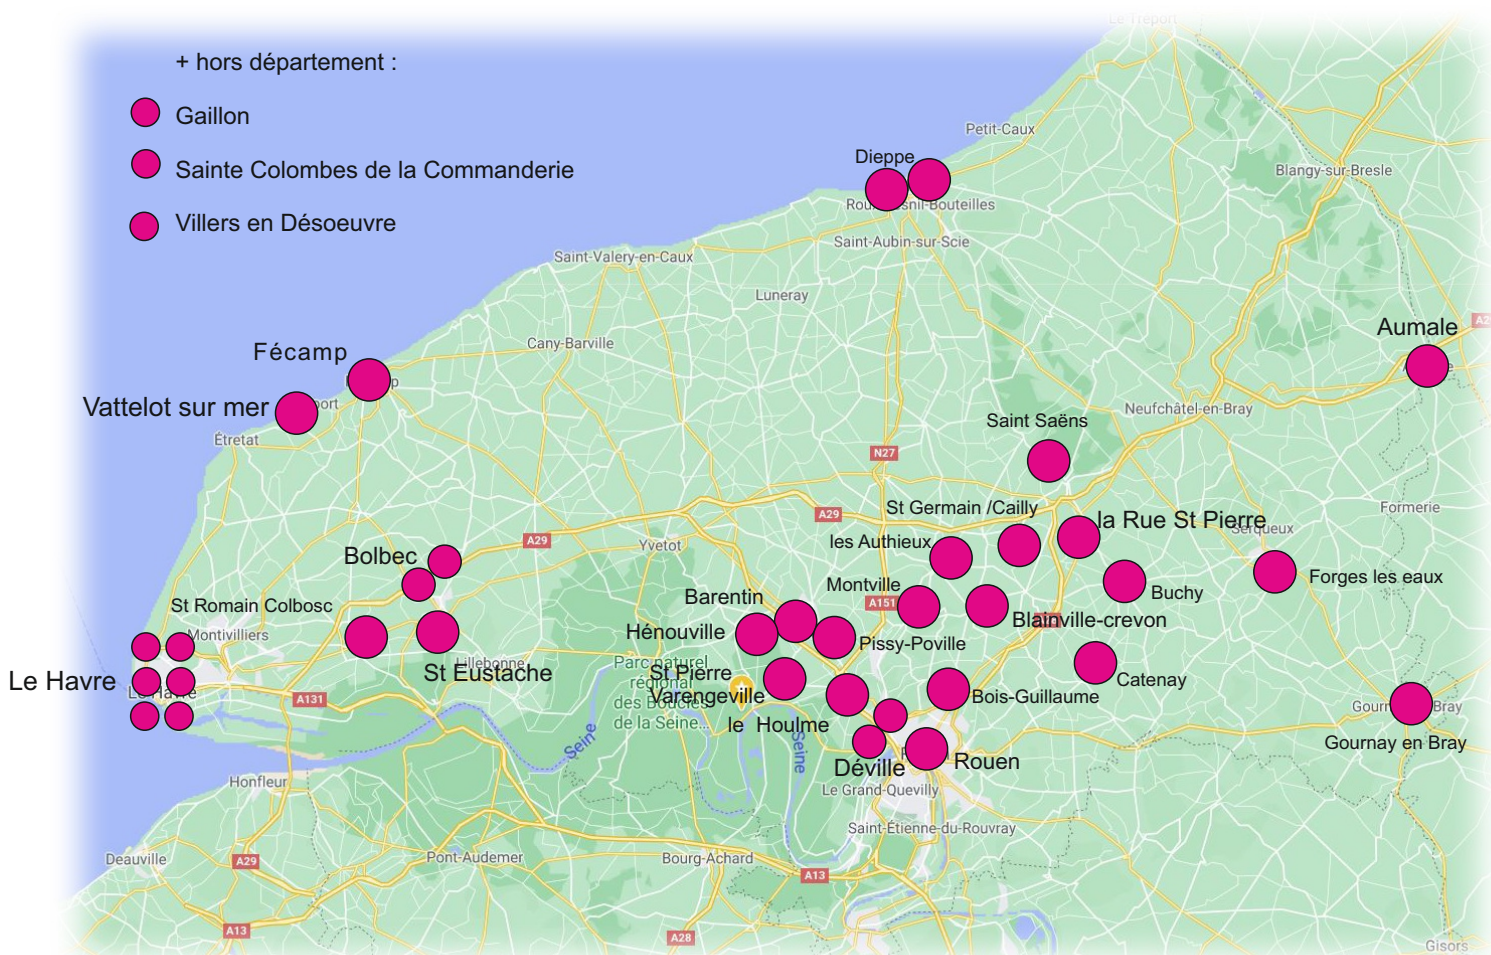 Le Tréport
+ hors département :
Gaillon
Petit-Caux
Dieppe
Sainte Colombes de la Commanderie
Blangy-sur-Bresle
Villers en Désoeuvre
Saint-Aubin-sur-Scie
Saint-Valery-en-Caux
Luneray
Aumale
Cany-Barville
Fécamp
Vattelot sur mer
Neufchâtel-en-Bray
Saint Saëns
Étretat
N27
St Germain /Cailly
Formerie
A29
la Rue St Pierre
A29
Yvetot
les Authieux
Bolbec
Forges les eaux
Montville
Buchy
Barentin
A151
St Romain Colbosc
Blainville-crevon
Hénouville
Montivilliers
Pissy-Poville
Lillebonne
Parc naturel
régional
des Boucles
de la Seine...
St Eustache
St Pierre
Varengeville
Catenay
Le Havre
Bois-Guillaume
A131
le Houlme
Seine
Seine
Gournay en Bray
Déville
Rouen
Honfleur
Le Grand-Quevilly
Saint-Étienne-du-Rouvray
Deauville
A29
Pont-Audemer
Bourg-Achard
A13
A13
A28
Gisors